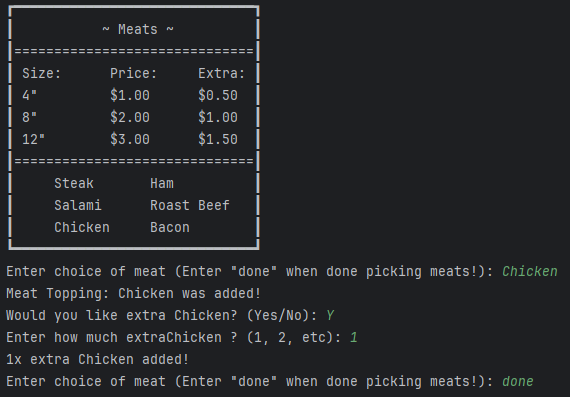 ~ Meats ~
==============================
Size: Price: Extra:
4" $1.00 $0.50
8" $2.00 $1.00
12" $3.00 $1.50
==============================
Steak Ham
Salami Roast Beef
Chicken Bacon
Enter choice of meat (Enter "done" when done picking meats!): Chicken
Meat Topping: Chicken was added!
Would you like extra Chicken? (Yes/No): Y
Enter how much extraChicken ? (1, 2, etc): 1
1x extra Chicken added!
Enter choice of meat (Enter "done" when done picking meats!): done